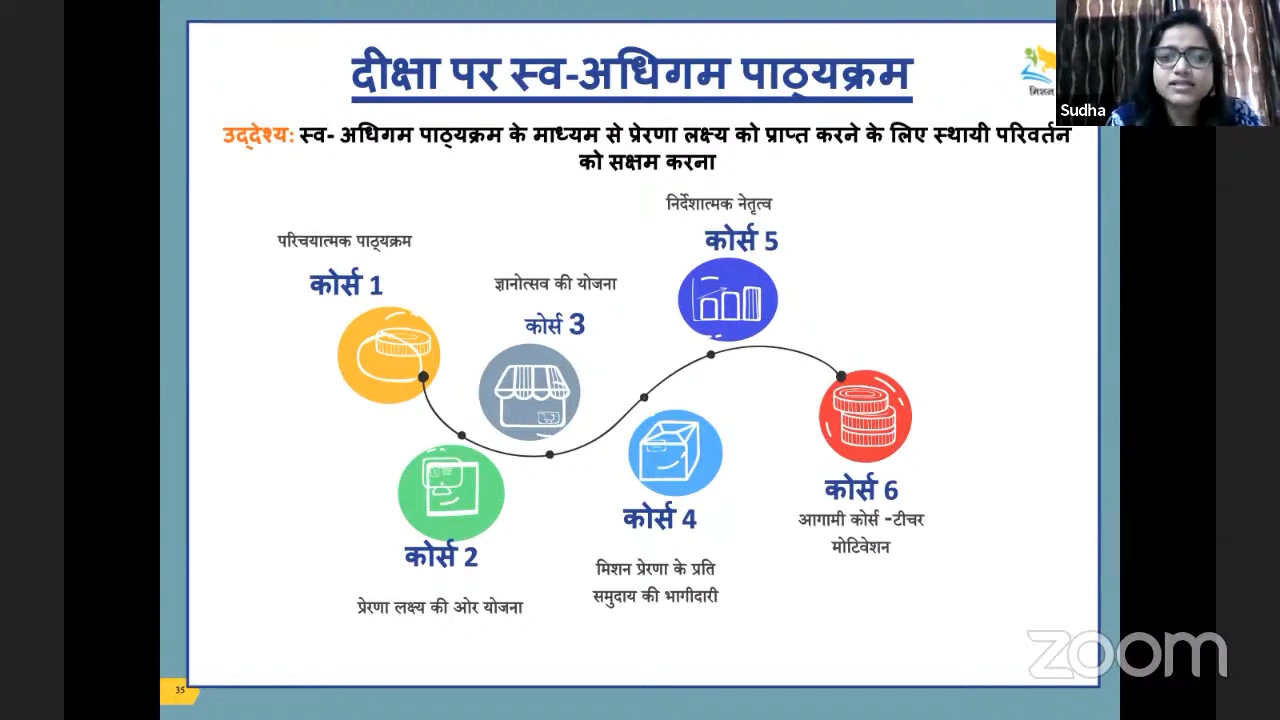 दीक्षा पर स्व-अधिगम पाठ्यक्रम
मिशन
Sudha
उद्देश्य: स्व- अधिगम पाठ्यक्रम के माध्यम से प्रेरणा लक्ष्य को प्राप्त करने के लिए स्थायी परिवर्तन
को सक्षम करना
परिचयात्मक पाठ्यक्रम
कोर्स 1
ज्ञानोत्सव की योजना
कोर्स 3
निर्देशात्मक नेतृत्व
कोर्स 5
कोर्स 2
प्रेरणा लक्ष्य की ओर योजना
कोर्स 4
मिशन प्रेरणा के प्रति
समुदाय की भागीदारी
कोर्स 6
आगामी कोर्स -टीचर
मोटिवेशन
zoom
35